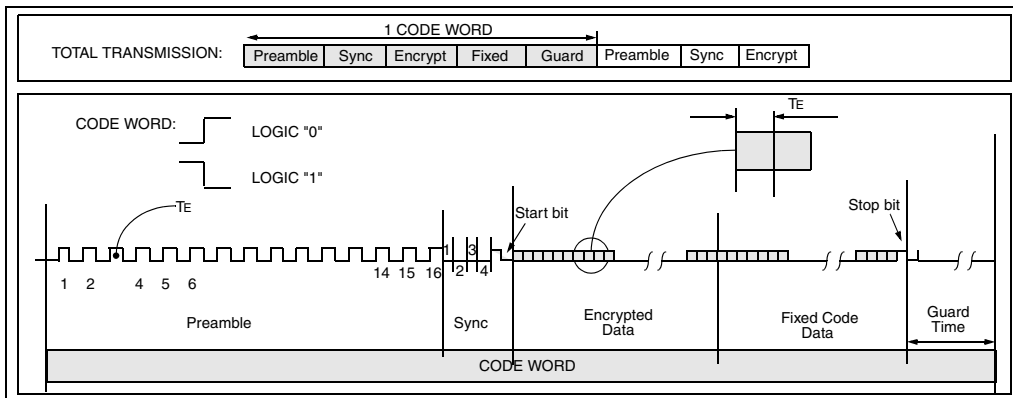 1 CODE WORD
TOTAL TRANSMISSION: Preamble Sync Encrypt Fixed Guard Preamble Sync Encrypt
TE
CODE WORD:
LOGIC "0"
LOGIC "1"
TE
Start bit
Stop bit
1 3
1 2 4 5 6 14 15 16 2 4
Preamble Sync Encrypted Data Fixed Code Data Guard Time
CODE WORD